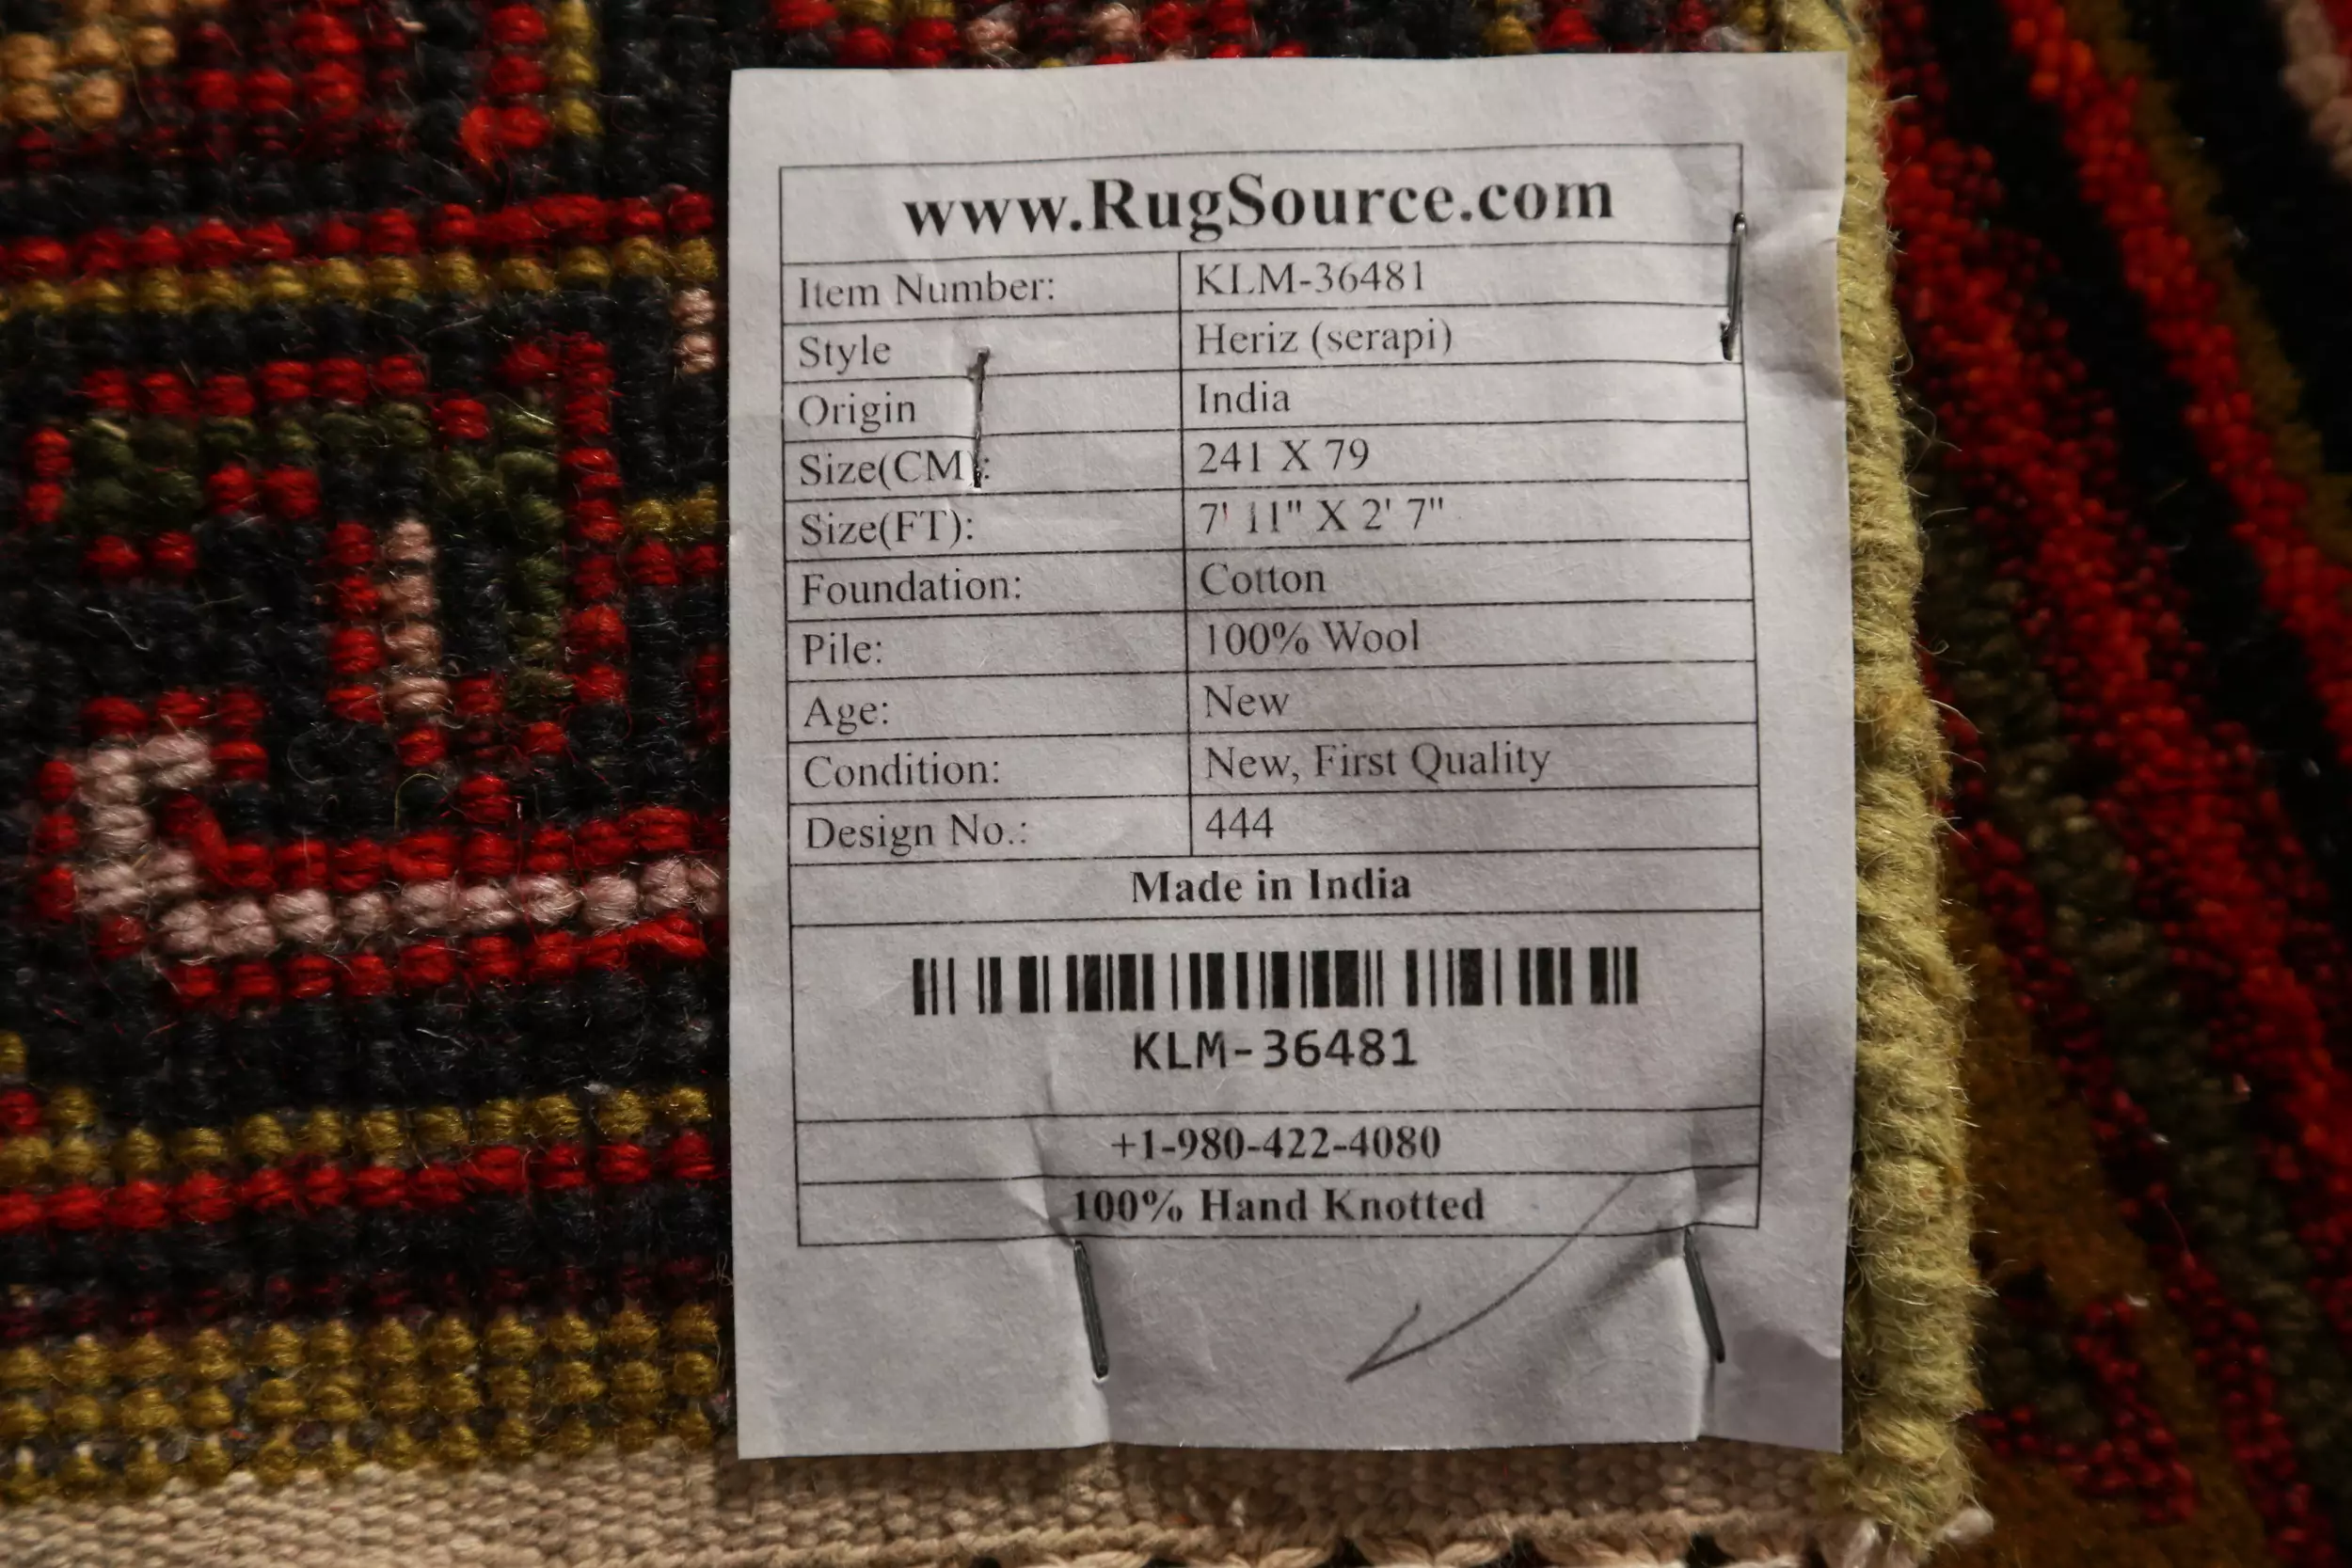 www.RugSource.com
Item Number: KLM-36481
Style Heriz (serapi)
Origin India
Size(CM): 241 X 79
Size(FT): 7' 11" X 2' 7"
Foundation: Cotton
Pile: 100% Wool
Age: New
Condition: New, First Quality
Design No.: 444
Made in India
KLM-36481
+1-980-422-4080
100% Hand Knotted